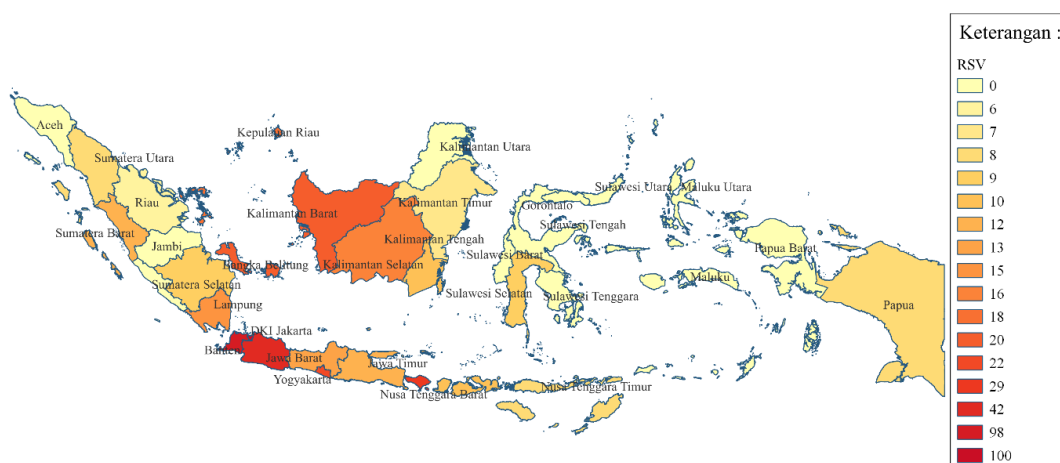 Keterangan :
RSV
0
6
7
8
9
10
12
13
15
16
18
20
22
29
42
98
100
Aceh
Sumatera Utara
Riau
Kepulauan Riau
Sumatera Barat
Jambi
Bangka Belitung
Sumatera Selatan
Lampung
DKI Jakarta
Banten
Jawa Barat
Yogyakarta
Jawa Timur
Nusa Tenggara Barat
Nusa Tenggara Timur
Kalimantan Utara
Kalimantan Barat
Kalimantan Timur
Kalimantan Tengah
Kalimantan Selatan
Sulawesi Utara
Gorontalo
Sulawesi Tengah
Sulawesi Barat
Sulawesi Selatan
Sulawesi Tenggara
Maluku Utara
Maluku
Papua Barat
Papua